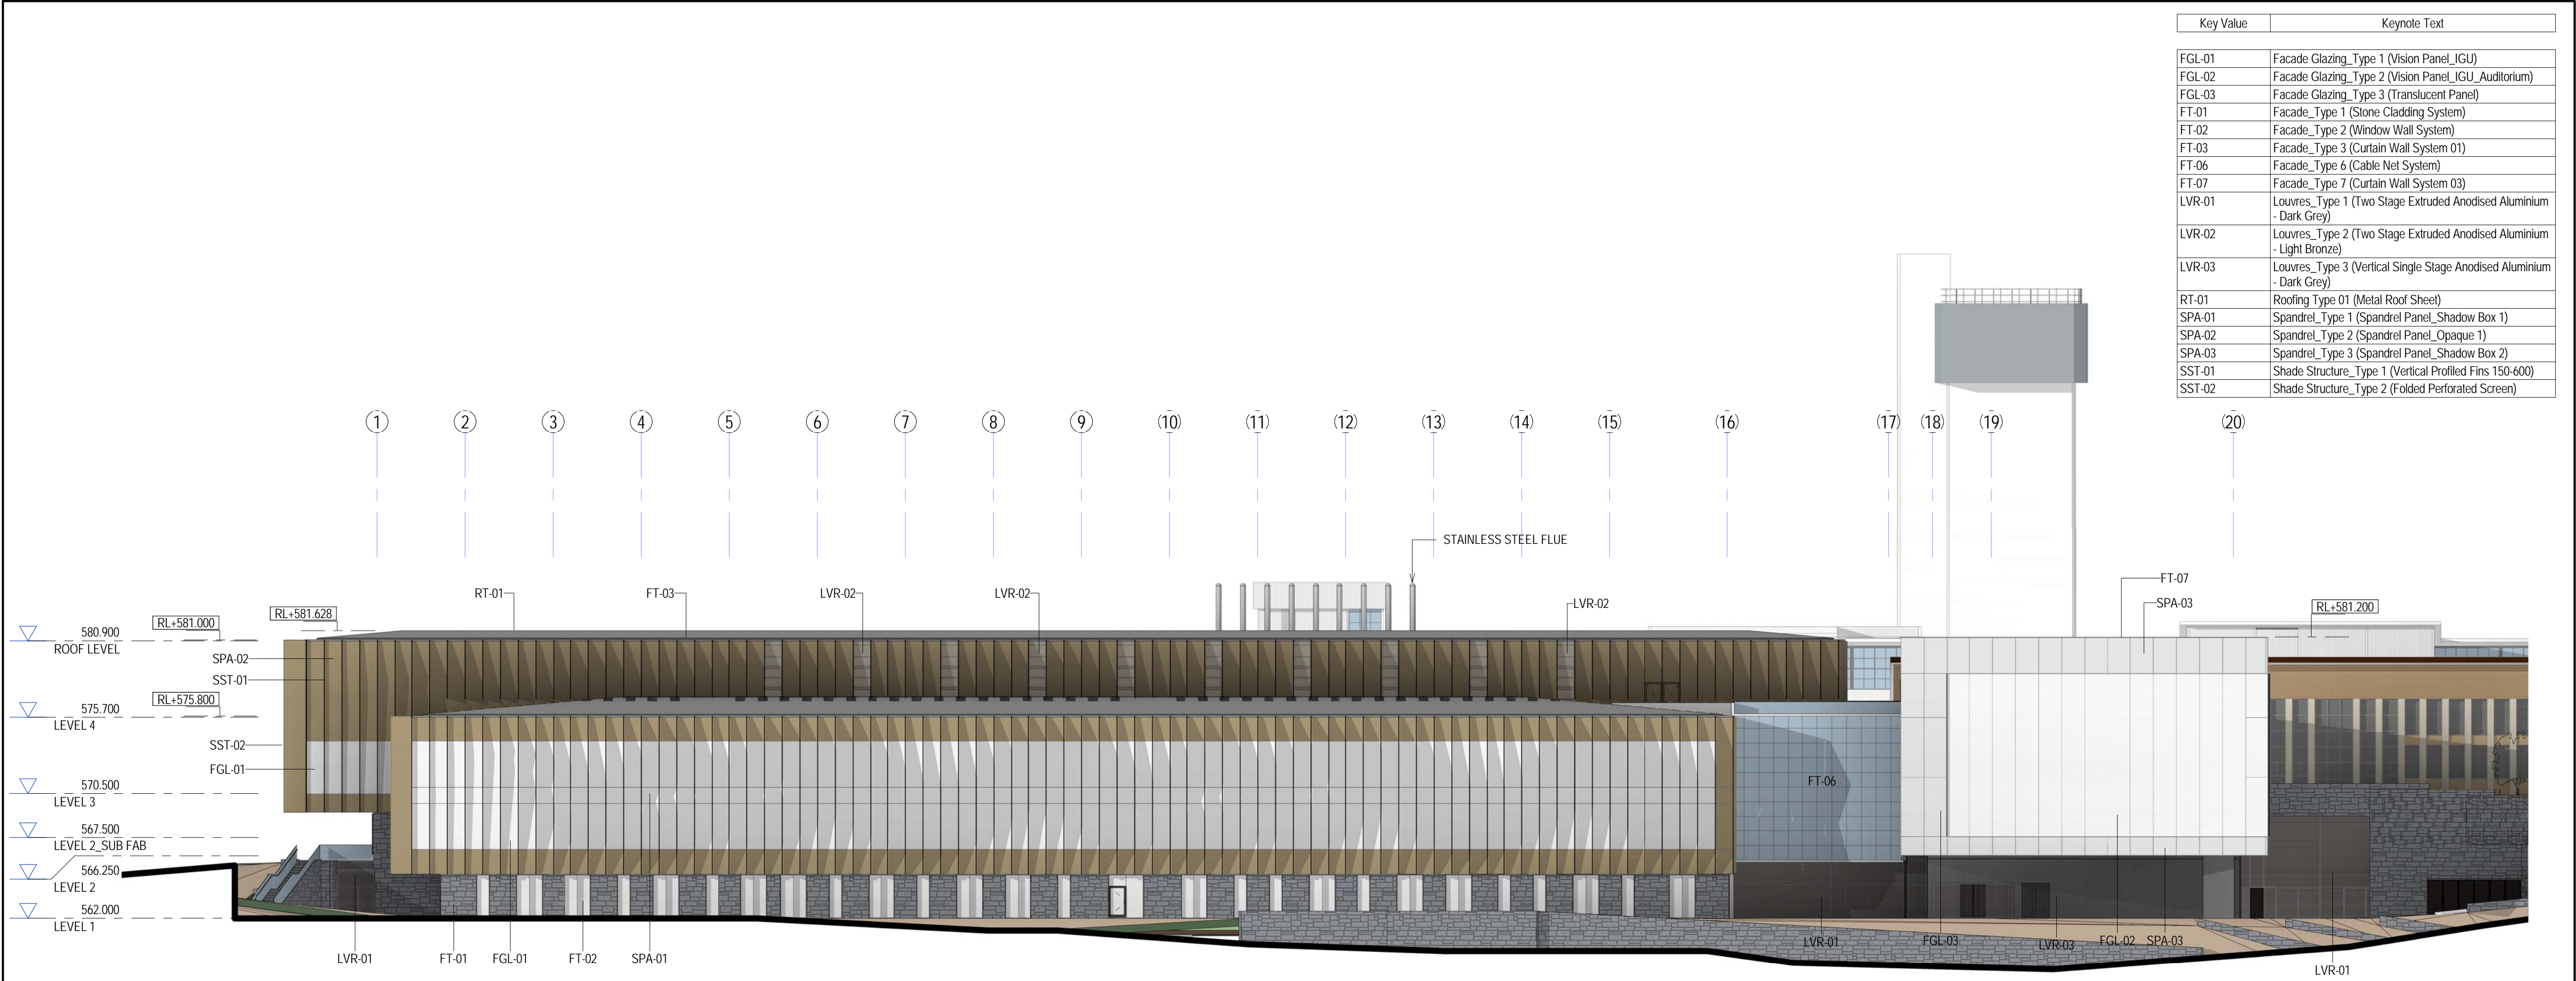 Key Value Keynote Text
FGL-01 Facade Glazing_Type 1 (Vision Panel_IGU)
FGL-02 Facade Glazing_Type 2 (Vision Panel_IGU_Auditorium)
FGL-03 Facade Glazing_Type 3 (Translucent Panel)
FT-01 Facade_Type 1 (Stone Cladding System)
FT-02 Facade_Type 2 (Window Wall System)
FT-03 Facade_Type 3 (Curtain Wall System 01)
FT-06 Facade_Type 6 (Cable Net System)
FT-07 Facade_Type 7 (Curtain Wall System 03)
LVR-01 Louvres_Type 1 (Two Stage Extruded Anodised Aluminium
- Dark Grey)
LVR-02 Louvres_Type 2 (Two Stage Extruded Anodised Aluminium
- Light Bronze)
LVR-03 Louvres_Type 3 (Vertical Single Stage Anodised Aluminium
- Dark Grey)
RT-01 Roofing Type 01 (Metal Roof Sheet)
SPA-01 Spandrel_Type 1 (Spandrel Panel_Shadow Box 1)
SPA-02 Spandrel_Type 2 (Spandrel Panel_Opaque 1)
SPA-03 Spandrel_Type 3 (Spandrel Panel_Shadow Box 2)
SST-01 Shade Structure_Type 1 (Vertical Profiled Fins 150-600)
SST-02 Shade Structure_Type 2 (Folded Perforated Screen)
1 2 3 4 5 6 7 8 9 10 11 12 13 14 15 16 17 18 19 20
STAINLESS STEEL FLUE
FT-07
RT-01 FT-03 LVR-02 LVR-02 LVR-02 SPA-03
RL+581.200
RL+581.628
RL+581.000
580.900
ROOF LEVEL
SPA-02
SST-01
RL+575.800
575.700
LEVEL 4
SST-02
FGL-01
FT-06
570.500
LEVEL 3
567.500
LEVEL 2_SUB FAB
566.250
LEVEL 2
562.000
LEVEL 1
LVR-01 FGL-03 LVR-03 FGL-02 SPA-03
LVR-01 FT-01 FGL-01 FT-02 SPA-01
LVR-01